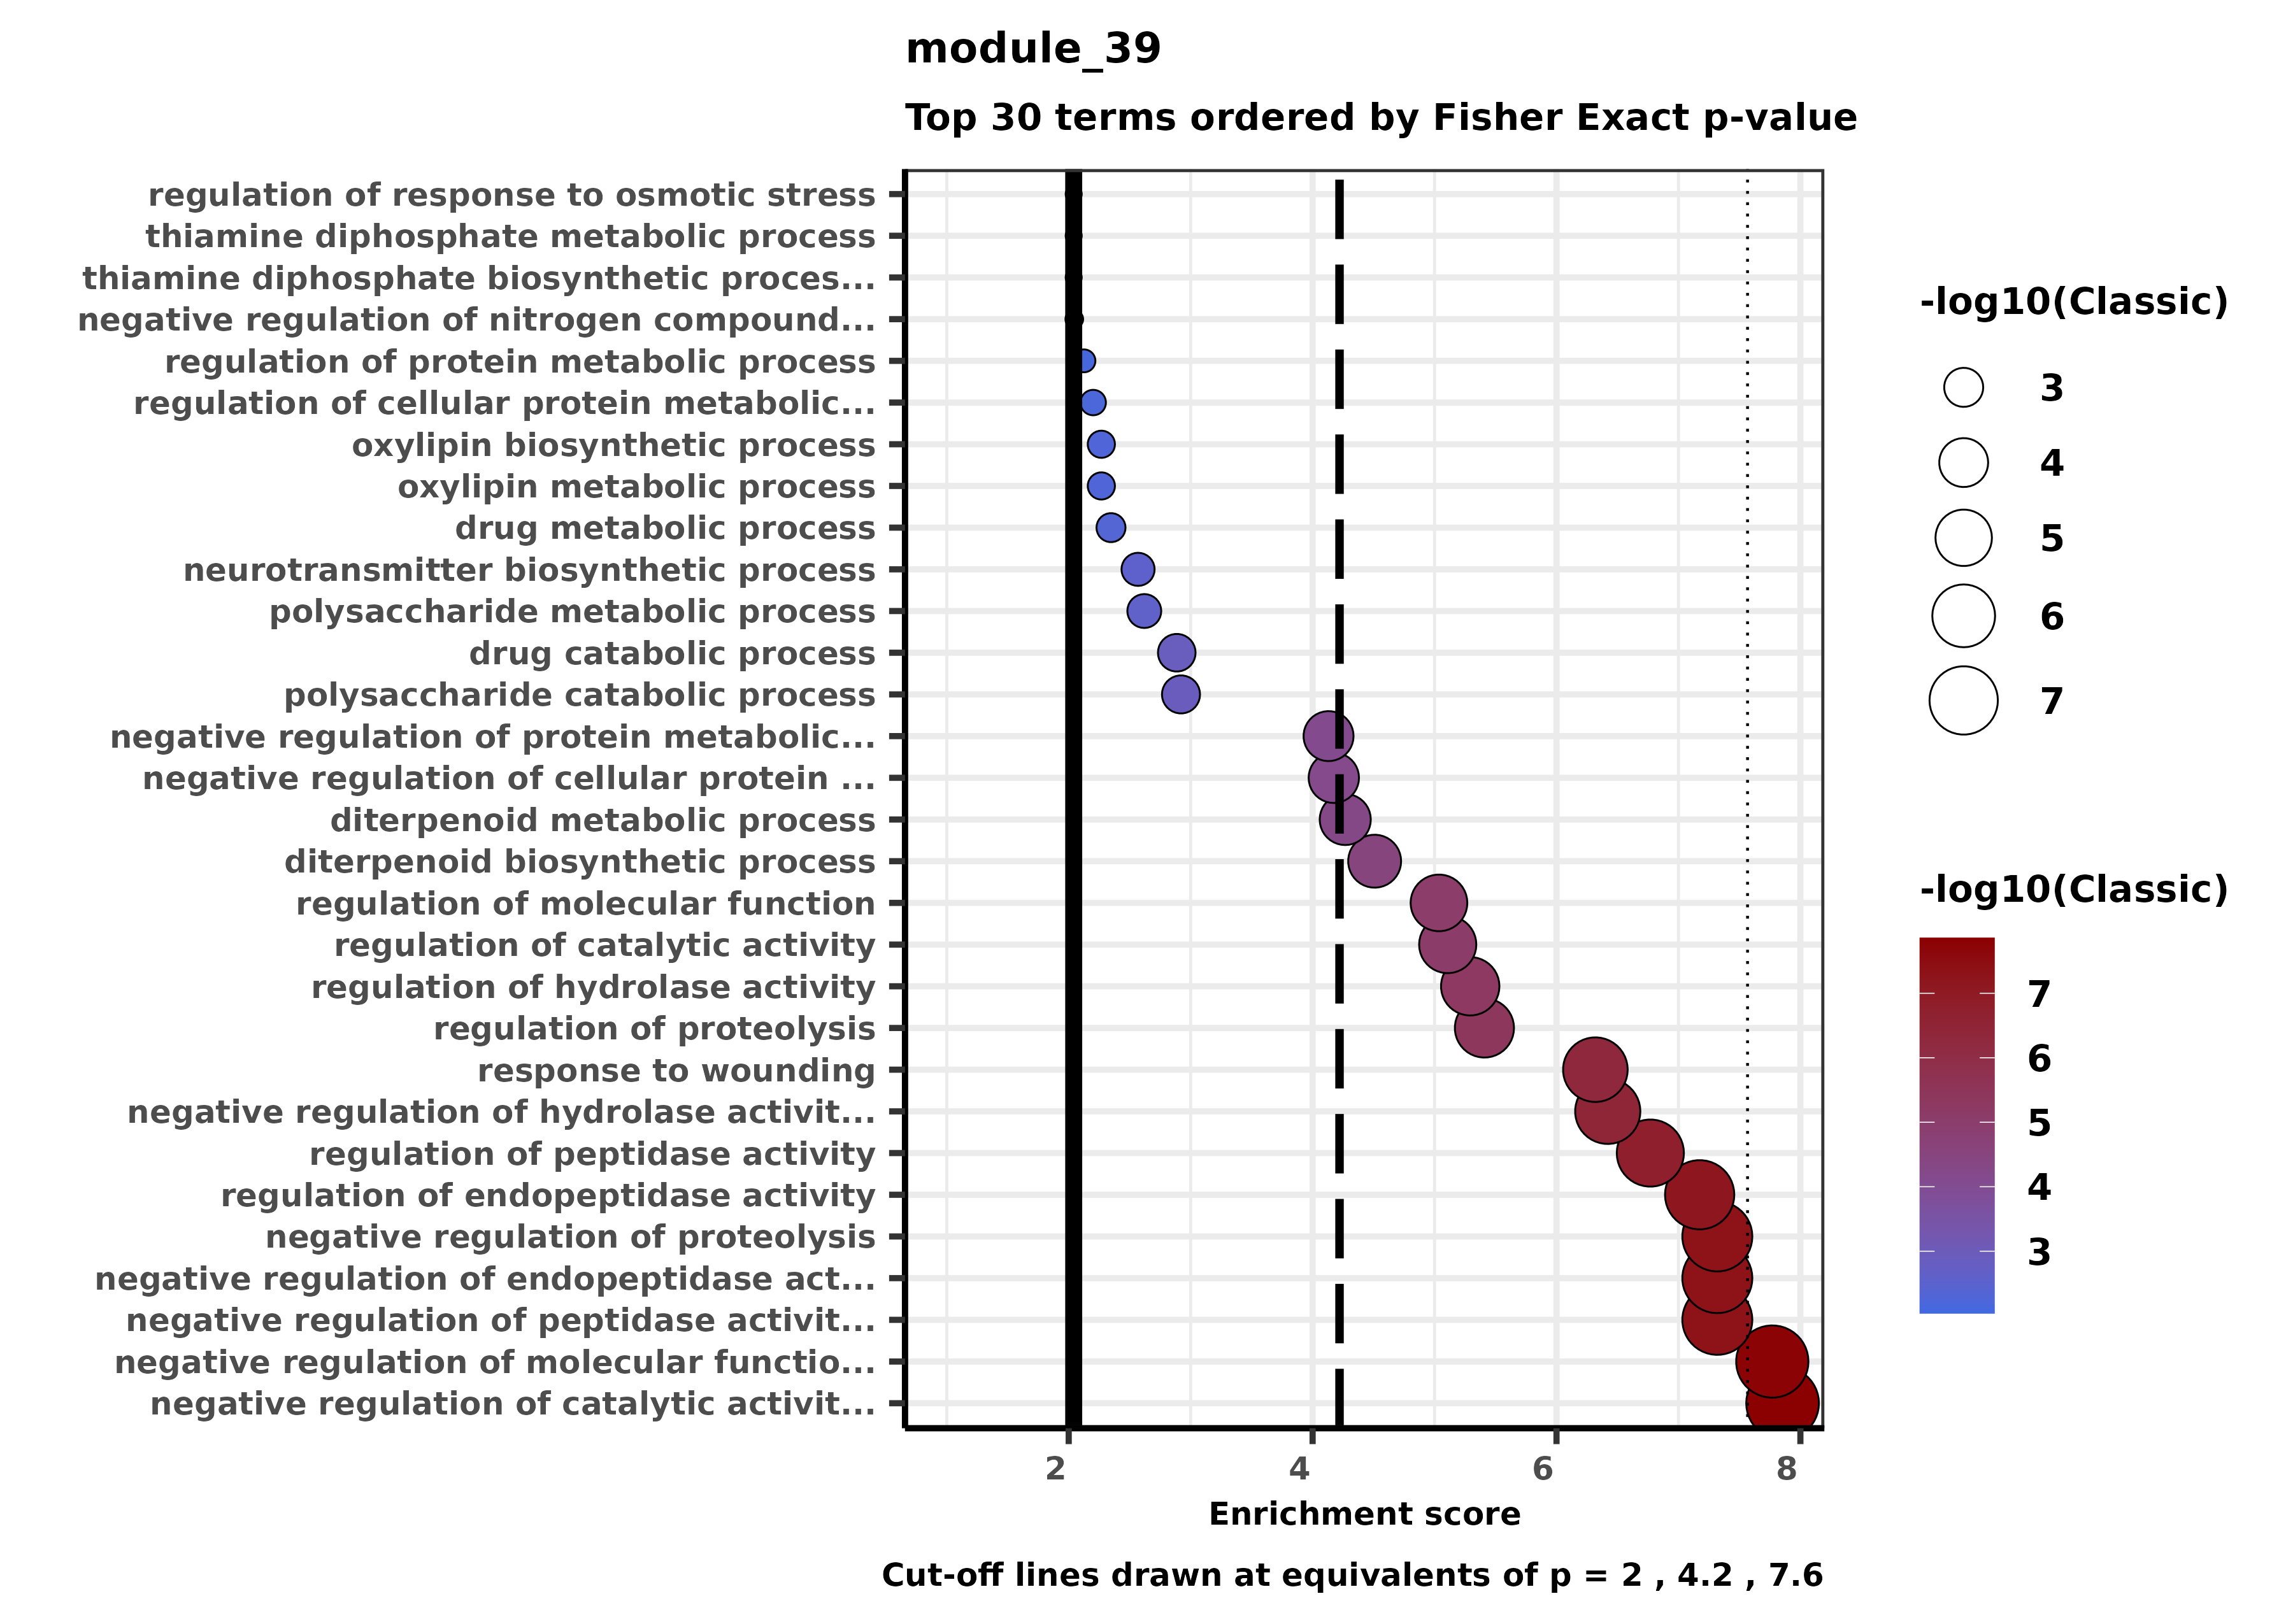 module_39
Top 30 terms ordered by Fisher Exact p-value
regulation of response to osmotic stress
thiamine diphosphate metabolic process
thiamine diphosphate biosynthetic proces...
negative regulation of nitrogen compound...
regulation of protein metabolic process
regulation of cellular protein metabolic...
oxylipin biosynthetic process
oxylipin metabolic process
drug metabolic process
neurotransmitter biosynthetic process
polysaccharide metabolic process
drug catabolic process
polysaccharide catabolic process
negative regulation of protein metabolic...
negative regulation of cellular protein ...
diterpenoid metabolic process
diterpenoid biosynthetic process
regulation of molecular function
regulation of catalytic activity
regulation of hydrolase activity
regulation of proteolysis
response to wounding
negative regulation of hydrolase activit...
regulation of peptidase activity
regulation of endopeptidase activity
negative regulation of proteolysis
negative regulation of endopeptidase act...
negative regulation of peptidase activit...
negative regulation of molecular functio...
negative regulation of catalytic activit...
2 4 6 8
Enrichment score
Cut-off lines drawn at equivalents of p = 2 , 4.2 , 7.6
-log10(Classic)
3
4
5
6
7
-log10(Classic)
7
6
5
4
3